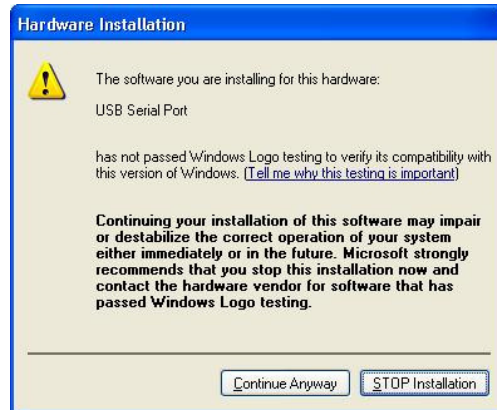 Hardware Installation
The software you are installing for this hardware:
USB Serial Port
has not passed Windows Logo testing to verify its compatibility with
this version of Windows. (Tell me why this testing is important)
Continuing your installation of this software may impair
or destabilize the correct operation of your system
either immediately or in the future. Microsoft strongly
recommends that you stop this installation now and
contact the hardware vendor for software that has
passed Windows Logo testing.
Continue Anyway STOP Installation